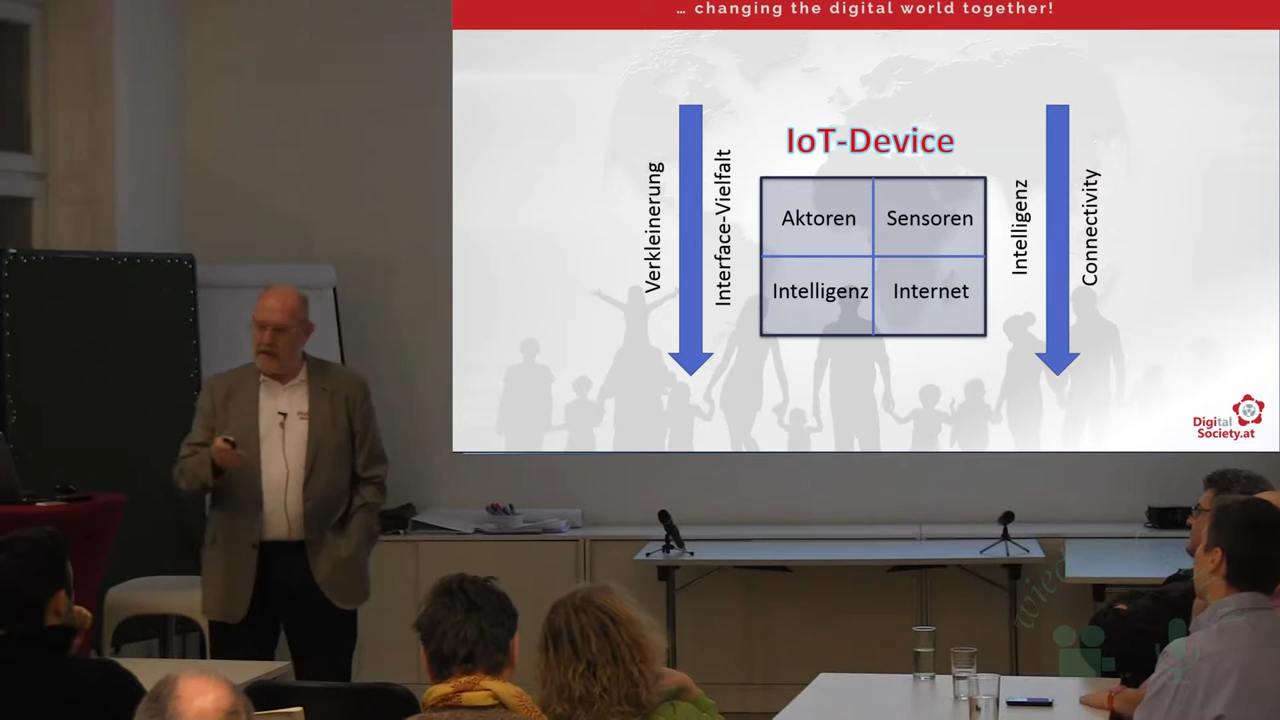 … changing the digital world together!
IoT-Device
Verkleinerung
Interface-Vielfalt
Aktoren
Sensoren
Intelligenz
Internet
Intelligenz
Connectivity
Digital
Society.at